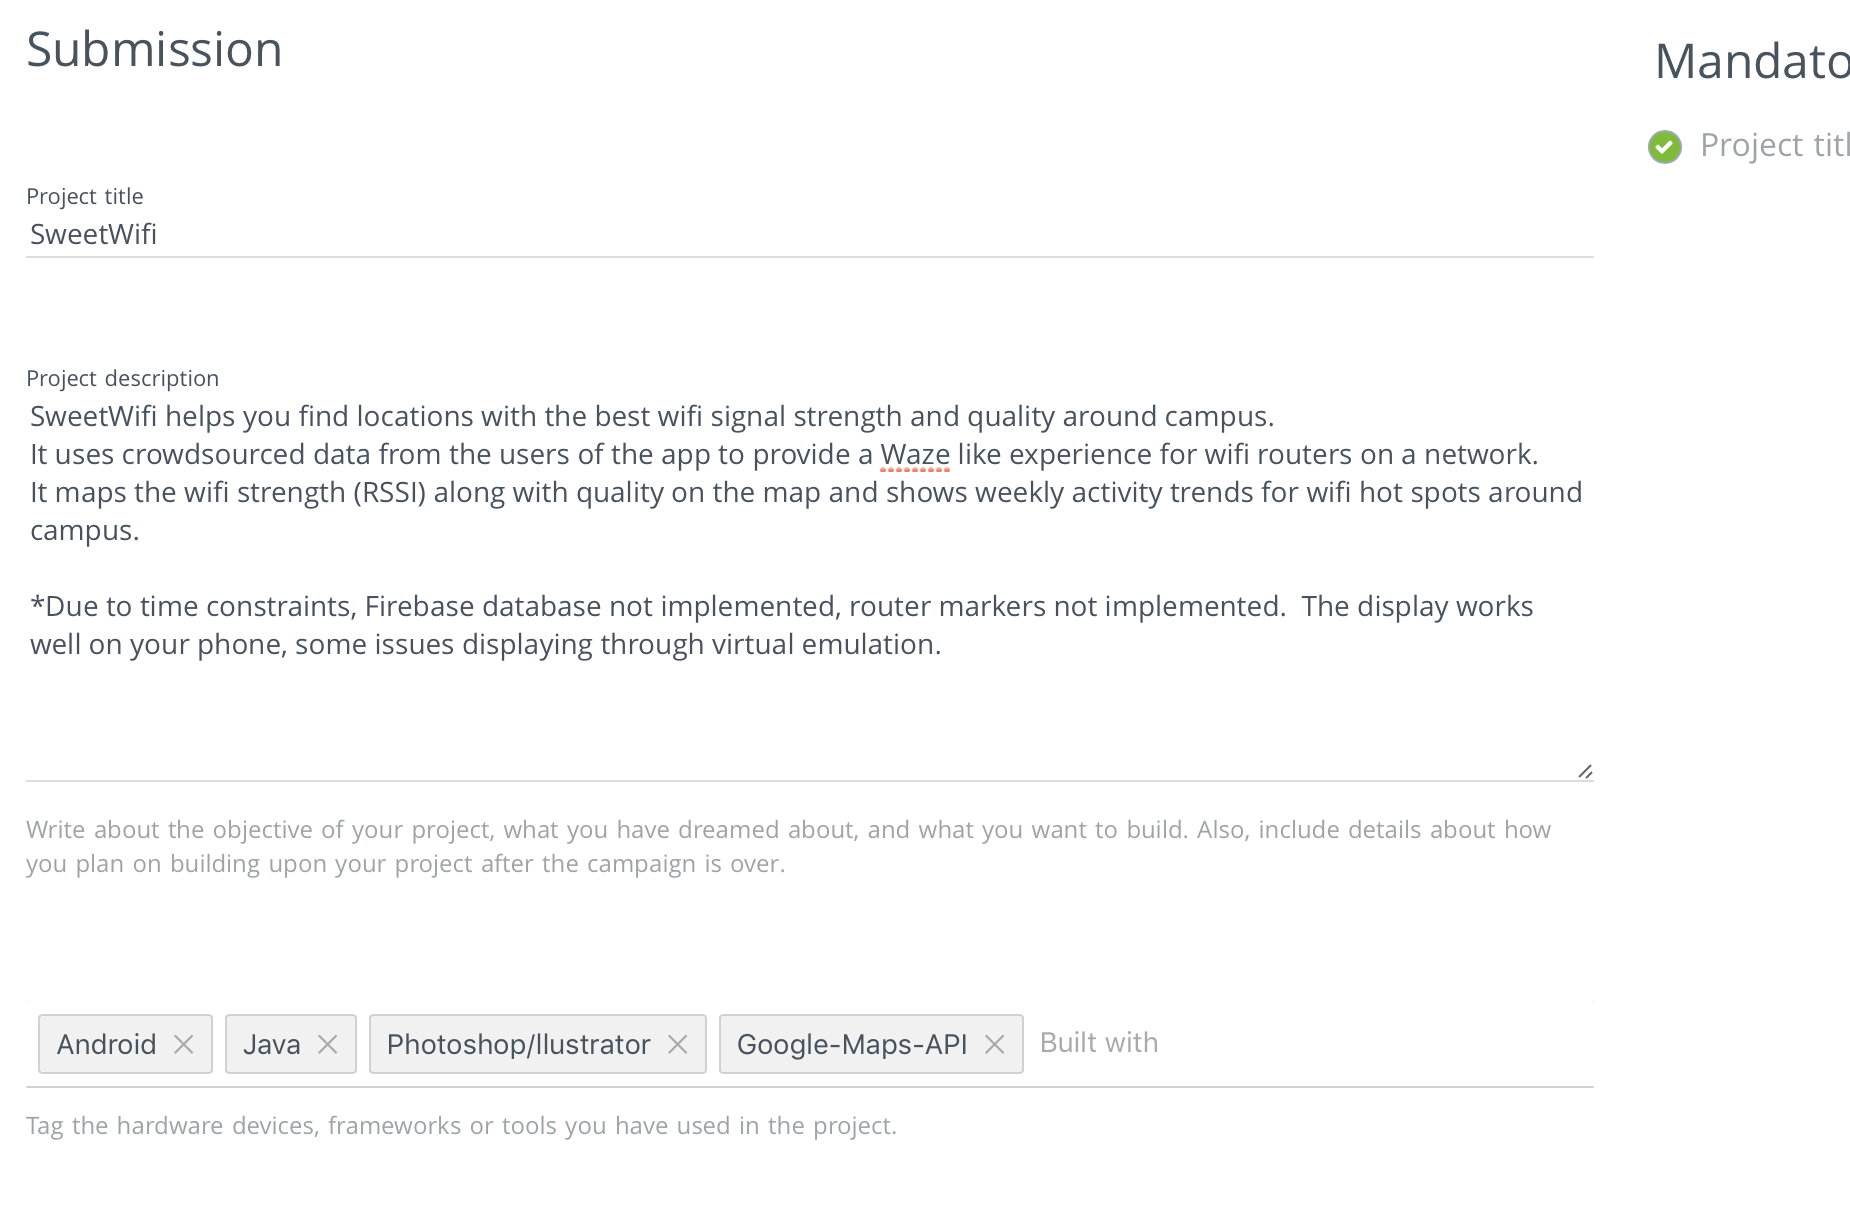 Submission
Mandato
Project titl
Project title
SweetWifi
Project description
SweetWifi helps you find locations with the best wifi signal strength and quality around campus.
It uses crowdsourced data from the users of the app to provide a Waze like experience for wifi routers on a network.
It maps the wifi strength (RSSI) along with quality on the map and shows weekly activity trends for wifi hot spots around
campus.
*Due to time constraints, Firebase database not implemented, router markers not implemented.  The display works
well on your phone, some issues displaying through virtual emulation.
Write about the objective of your project, what you have dreamed about, and what you want to build. Also, include details about how
you plan on building upon your project after the campaign is over.
Android Java Photoshop/llustrator Google-Maps-API Built with
Tag the hardware devices, frameworks or tools you have used in the project.